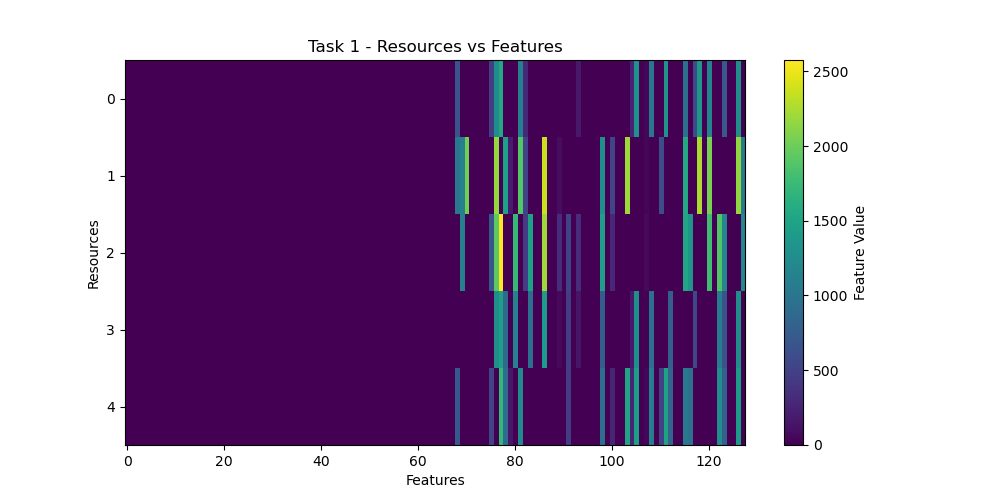 Task 1 - Resources vs Features
Resources
0
1
2
3
4
0 20 40 60 80 100 120
Features
2500
2000
1500
1000
500
0
Feature Value